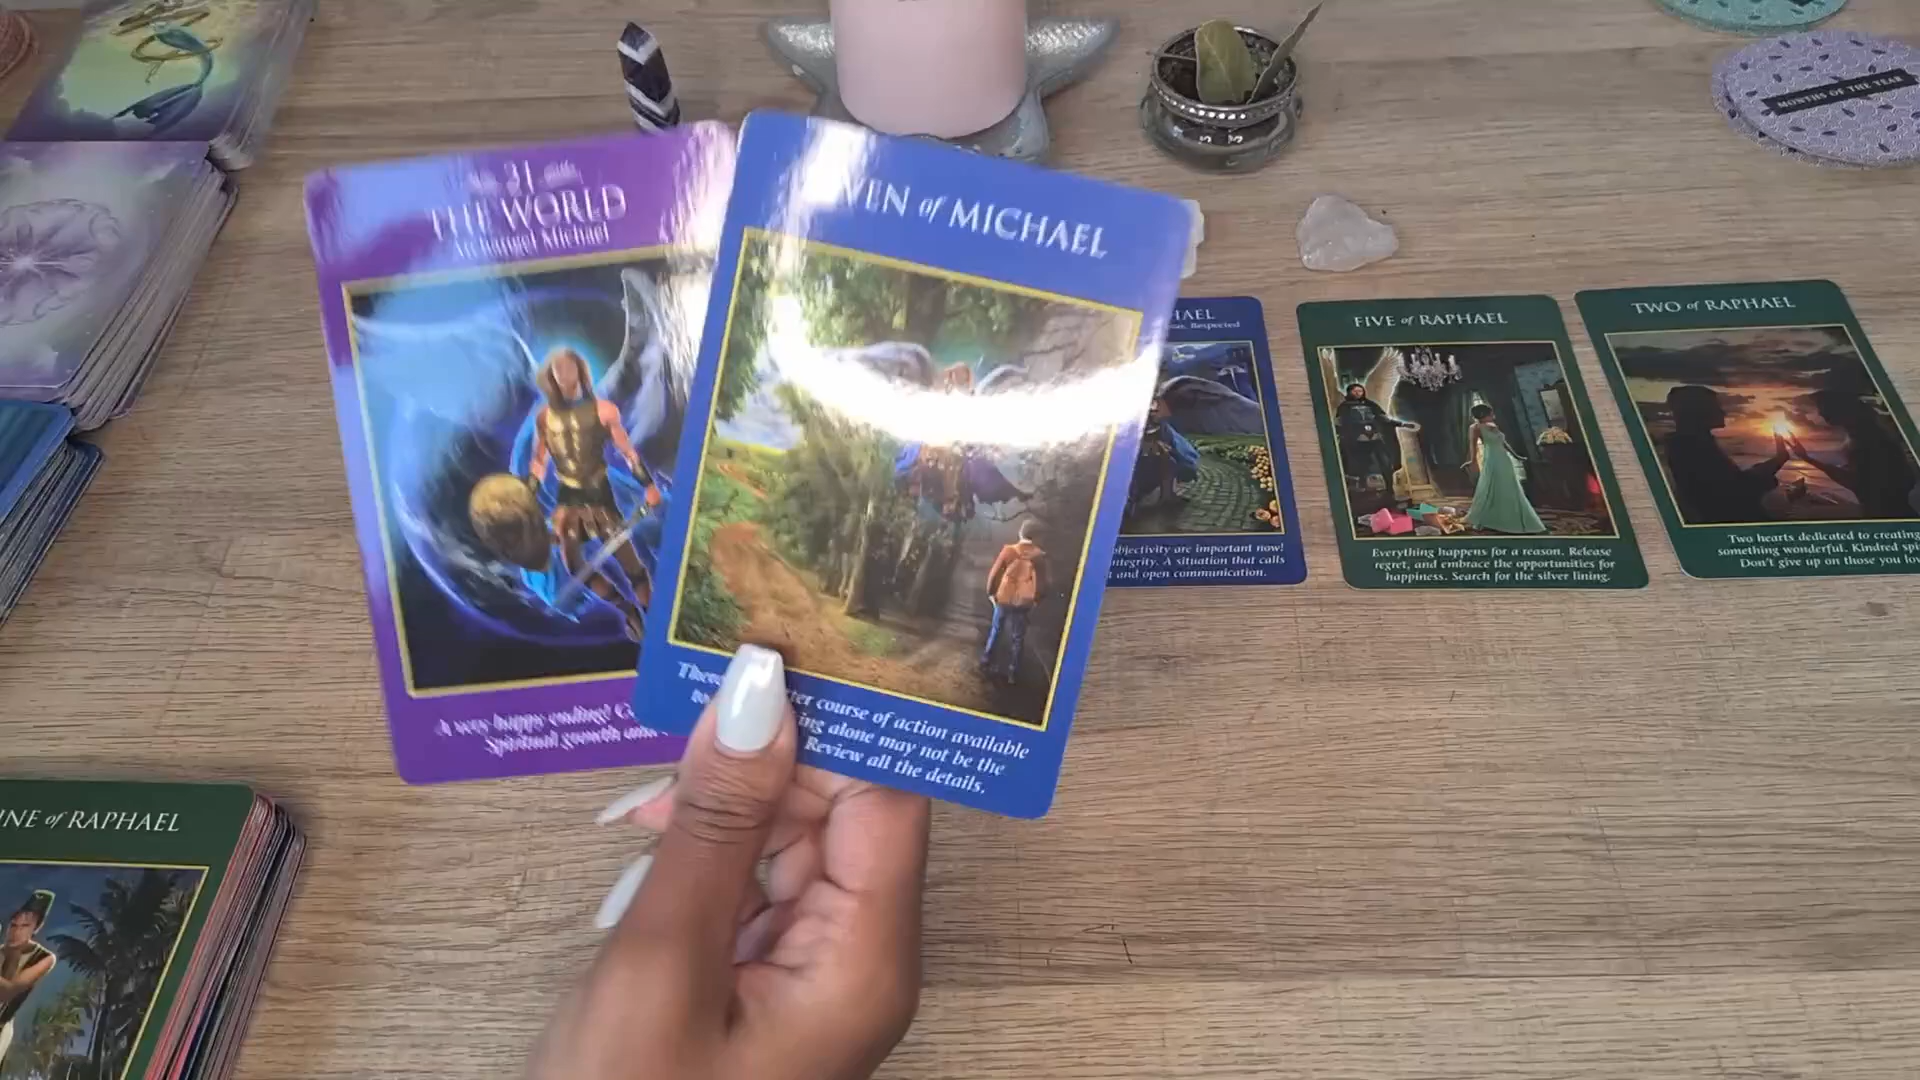 31
THE WORLD
Archangel Michael
A very happy ending!
Spiritual growth and
VEN of MICHAEL
course of action available
alone may not be the
Review all the details.
HAEL
Respected
objectivity are important now!
ntegrity. A situation that calls
and open communication.
FIVE of RAPHAEL
Everything happens for a reason. Release
regret, and embrace the opportunities for
happiness. Search for the silver lining.
TWO of RAPHAEL
Two hearts dedicated to creating
something wonderful. Kindred spi
Don't give up on those you lov
MONTHS OF THE YEAR
INE of RAPHAEL